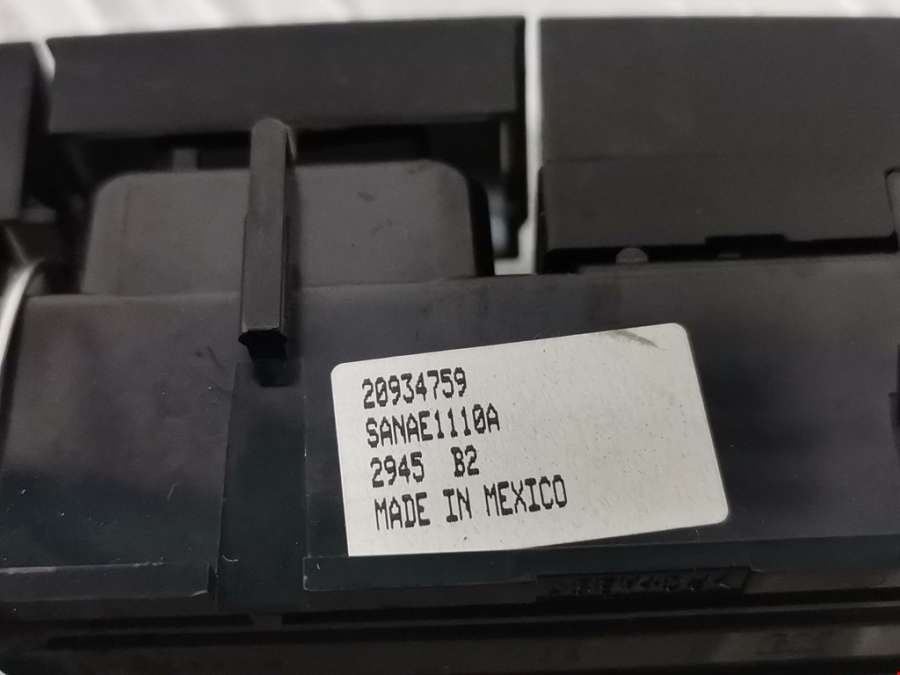 20934759
SANAE1110A
2945 B2
MADE IN MEXICO